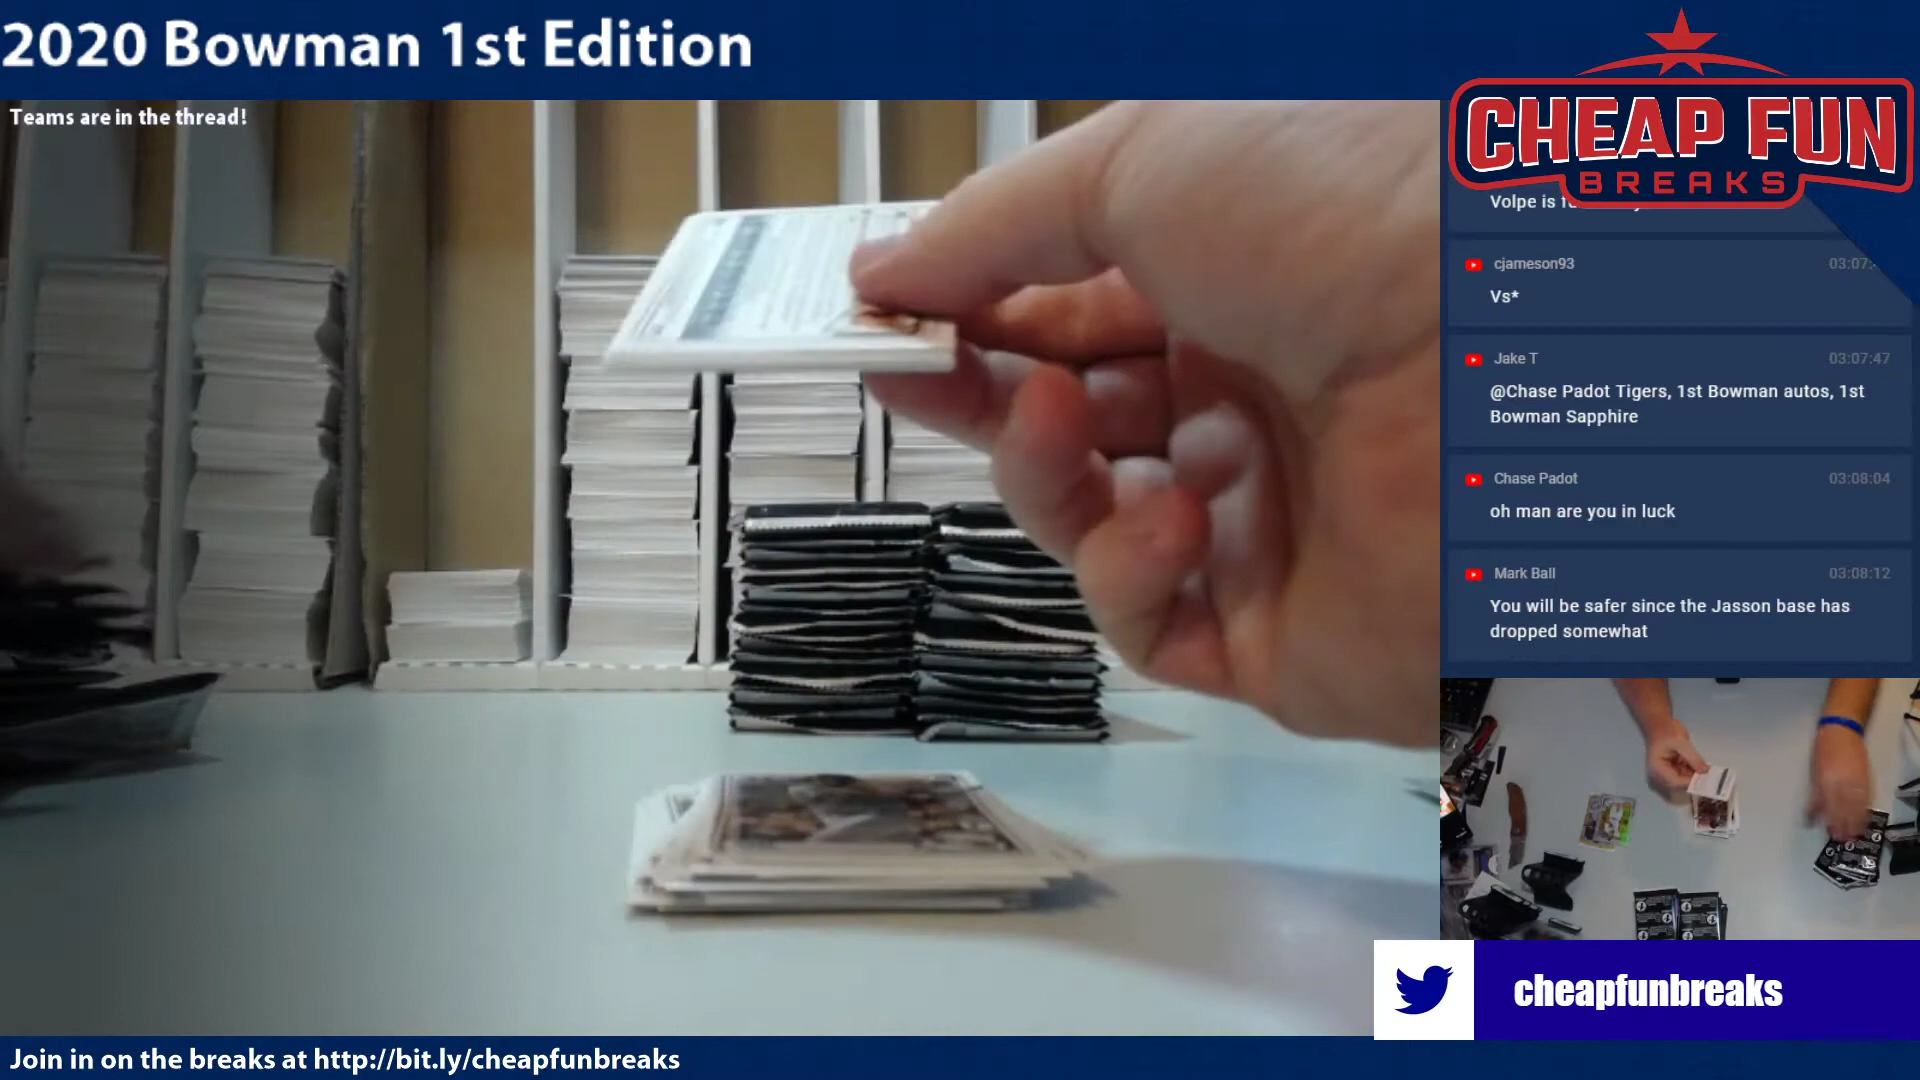 2020 Bowman 1st Edition
Teams are in the thread!
CHEAP FUN
BREAKS
Volpe is
cjameson93 03:07:
Vs*
Jake T 03:07:47
@Chase Padot Tigers, 1st Bowman autos, 1st
Bowman Sapphire
Chase Padot 03:08:04
oh man are you in luck
Mark Ball 03:08:12
You will be safer since the Jasson base has
dropped somewhat
cheapfunbreaks
Join in on the breaks at http://bit.ly/cheapfunbreaks